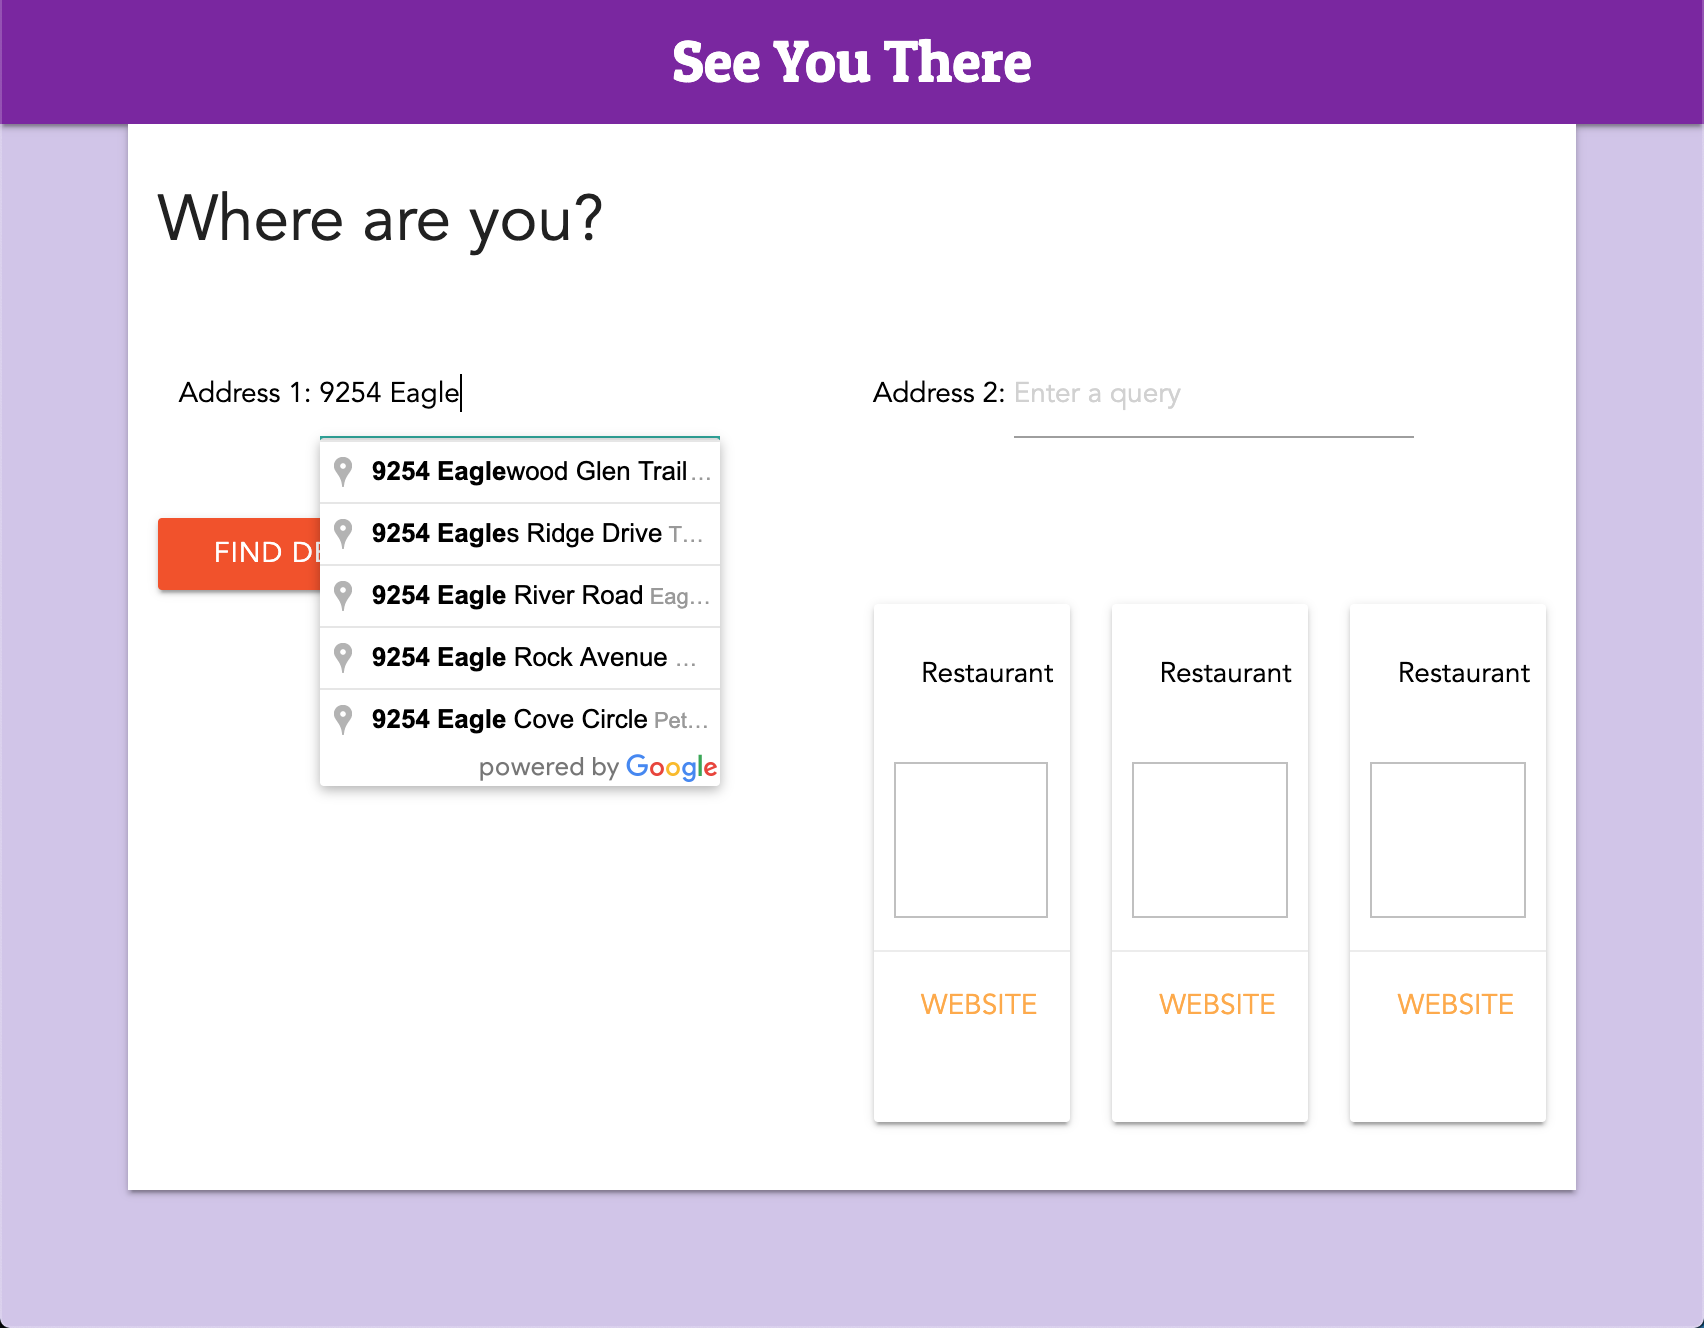 See You There
Where are you?
Address 1: 9254 Eagle
Address 2: Enter a query
9254 Eaglewood Glen Trail...
9254 Eagles Ridge Drive T...
9254 Eagle River Road Eag...
9254 Eagle Rock Avenue ...
9254 Eagle Cove Circle Pet...
powered by Google
FIND
Restaurant
Restaurant
Restaurant
WEBSITE
WEBSITE
WEBSITE